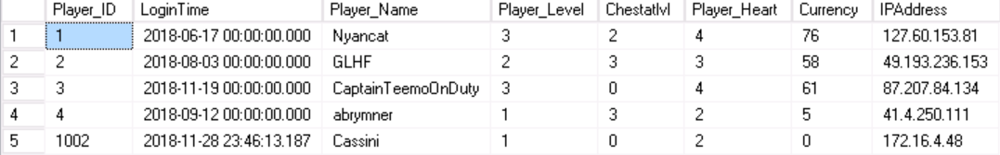 Player_ID LoginTime Player_Name Player_Level Chestatlvl Player_Heart Currency IPAddress
1 1 2018-06-17 00:00:00.000 Nyancat 3 2 4 76 127.60.153.81
2 2 2018-08-03 00:00:00.000 GLHF 2 3 3 58 49.193.236.153
3 3 2018-11-19 00:00:00.000 CaptainTeemoOnDuty 3 0 4 61 87.207.84.134
4 4 2018-09-12 00:00:00.000 abrymner 1 3 2 5 41.4.250.111
5 1002 2018-11-28 23:46:13.187 Cassini 1 0 2 0 172.16.4.48